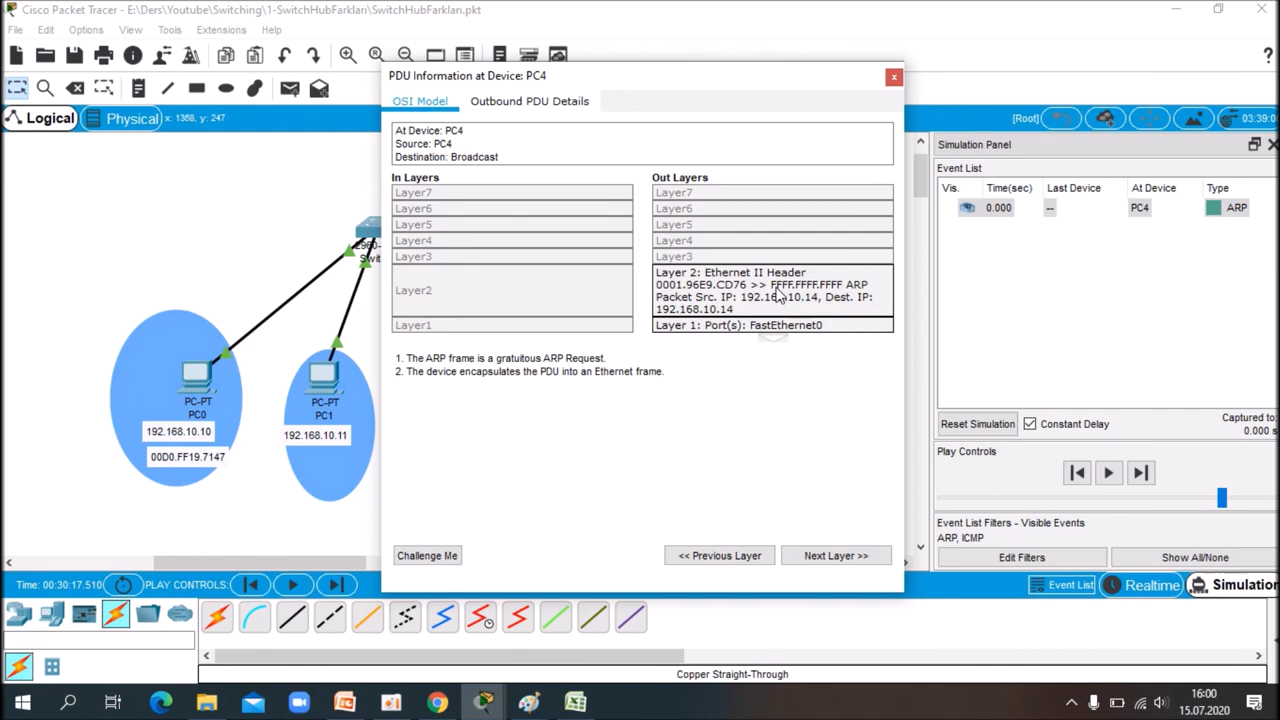 Cisco Packet Tracer - E:\Ders\Youtube\Switching\1-SwitchHubFarkları\SwitchHubFarkları.pkt
File Edit Options View Tools Extensions Help
Logical Physical x: 1368, y: 247
[Root] 03:39:0
PDU Information at Device: PC4
x
OSI Model Outbound PDU Details
At Device: PC4
Source: PC4
Destination: Broadcast
In Layers Out Layers
Layer7 Layer7
Layer6 Layer6
Layer5 Layer5
Layer4 Layer4
Layer3 Layer3
Layer2
Layer 2: Ethernet II Header
0001.96E9.CD76 >> FFFF.FFFF.FFFF ARP
Packet Src. IP: 192.168.10.14, Dest. IP:
192.168.10.14
Layer1 Layer 1: Port(s): FastEthernet0
1. The ARP frame is a gratuitous ARP Request.
2. The device encapsulates the PDU into an Ethernet frame.
Challenge Me << Previous Layer Next Layer >>
2960-
Swit
PC-PT
PC0
192.168.10.10
00D0.FF19.7147
PC-PT
PC1
192.168.10.11
Simulation Panel
Event List
Vis. Time(sec) Last Device At Device Type
0.000 -- PC4 ARP
Reset Simulation Constant Delay
Captured to
0.000 s
Play Controls
Event List Filters - Visible Events
ARP, ICMP
Edit Filters Show All/None
Time: 00:30:17.510 PLAY CONTROLS:
Event List Realtime Simulation
Copper Straight-Through
16:00
15.07.2020